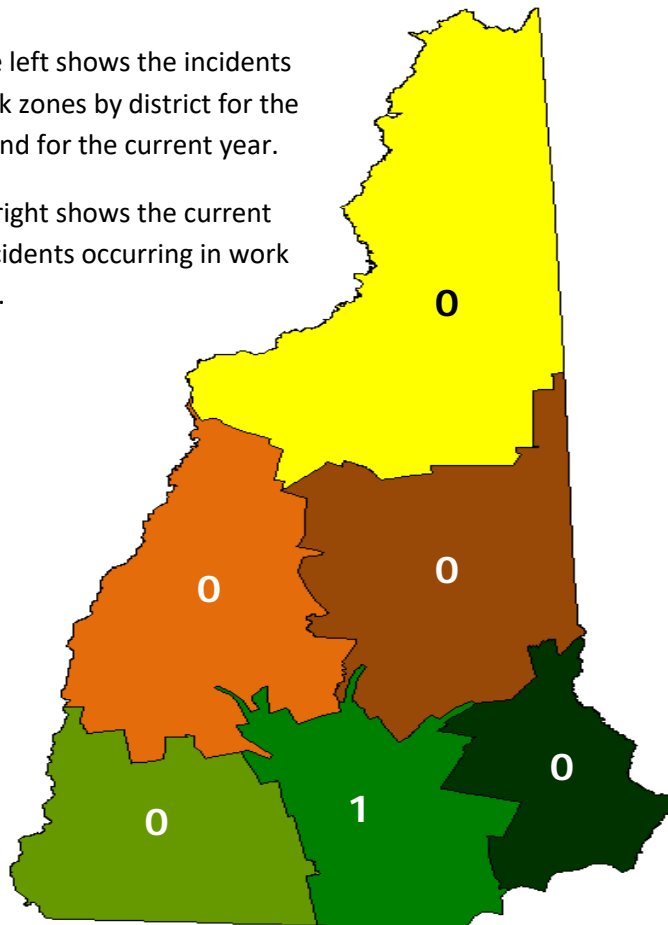 e left shows the incidents
k zones by district for the
nd for the current year.
right shows the current
cidents occurring in work
.
0
0
0
0
1
0